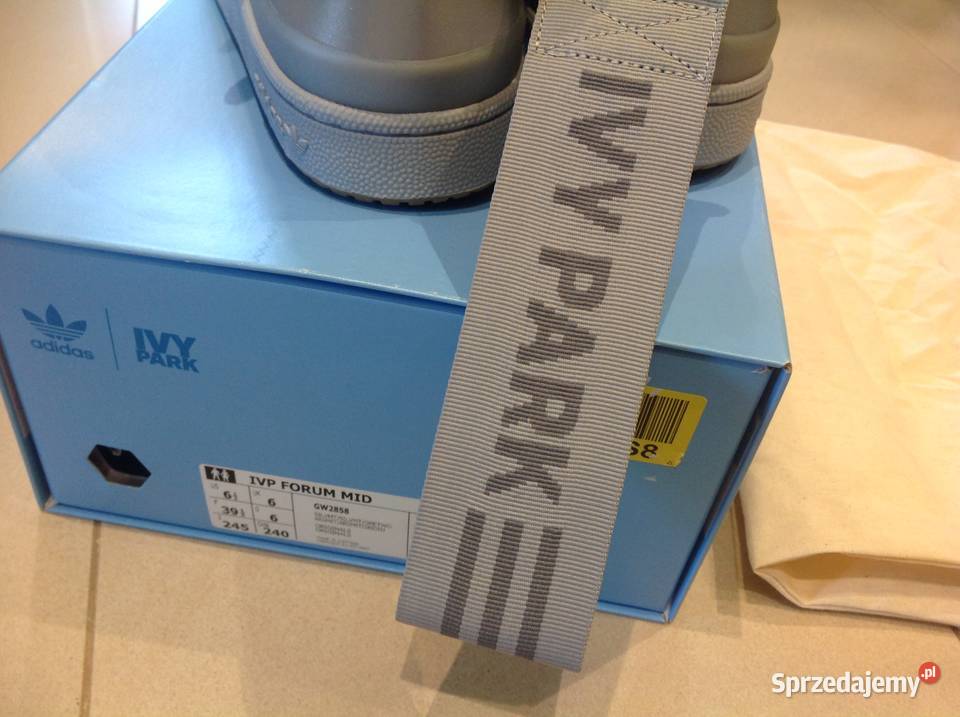 IVY PARK
adidas
IVY
PARK
IVP FORUM MID
6½
6
GW2858
39⅓
6
245
240
68
Sprzedajemy.pl